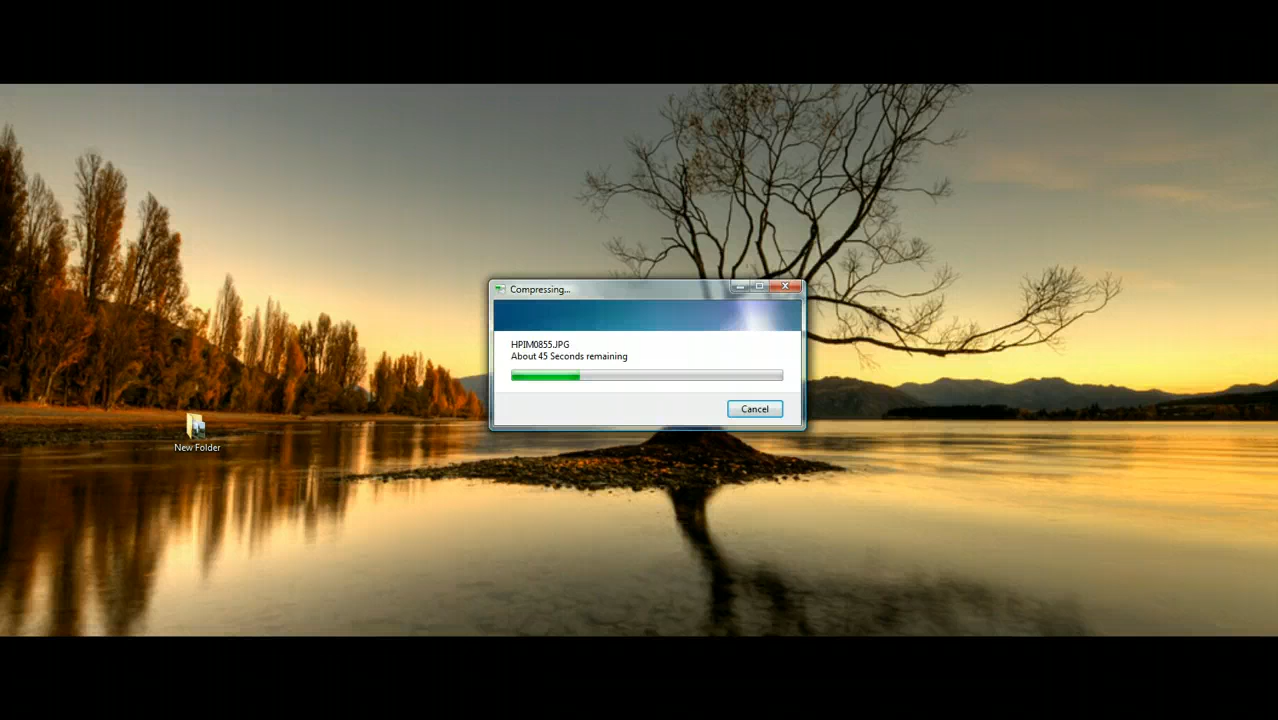 Compressing...
HPIM0855.JPG
About 45 Seconds remaining
Cancel
New Folder